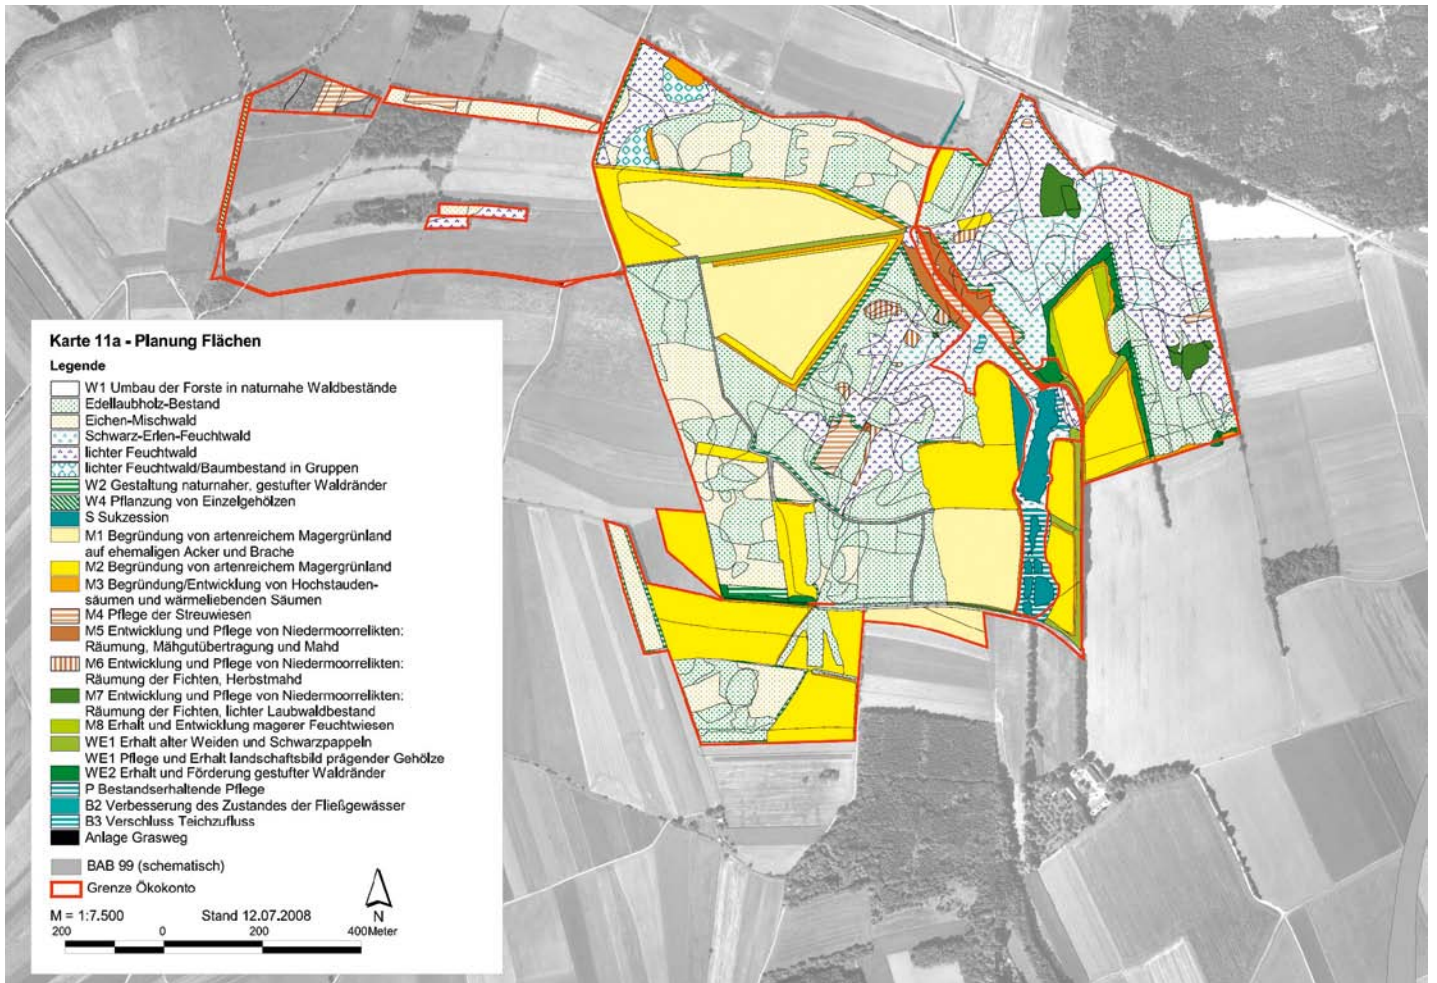 Karte 11a - Planung Flächen
Legende
W1 Umbau der Forste in naturnahe Waldbestände
Edellaubholz-Bestand
Eichen-Mischwald
Schwarz-Erlen-Feuchtwald
lichter Feuchtwald
lichter Feuchtwald/Baumbestand in Gruppen
W2 Gestaltung naturnaher, gestufter Waldränder
W4 Pflanzung von Einzelgehölzen
S Sukzession
M1 Begründung von artenreichem Magergrünland
auf ehemaligen Acker und Brache
M2 Begründung von artenreichem Magergrünland
M3 Begründung/Entwicklung von Hochstauden-
säumen und wärmeliebenden Säumen
M4 Pflege der Streuwiesen
M5 Entwicklung und Pflege von Niedermoorrelikten:
Räumung, Mähgutübertragung und Mahd
M6 Entwicklung und Pflege von Niedermoorrelikten:
Räumung der Fichten, Herbstmahd
M7 Entwicklung und Pflege von Niedermoorrelikten:
Räumung der Fichten, lichter Laubwaldbestand
M8 Erhalt und Entwicklung magerer Feuchtwiesen
WE1 Erhalt alter Weiden und Schwarzpappeln
WE1 Pflege und Erhalt landschaftsbild prägender Gehölze
WE2 Erhalt und Förderung gestufter Waldränder
P Bestandserhaltende Pflege
B2 Verbesserung des Zustandes der Fließgewässer
B3 Verschluss Teichzufluss
Anlage Grasweg
BAB 99 (schematisch)
Grenze Ökokonto
M = 1:7.500 Stand 12.07.2008 N
200 0 200 400Meter